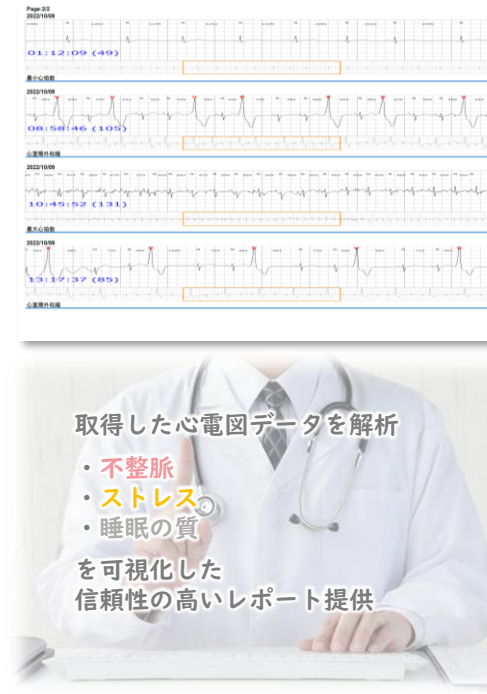 Page:2/2
2022/10/09
01:12:09 (49)
最小心拍数
2022/10/09
08:58:46 (105)
心室期外収縮
2022/10/09
10:45:52 (131)
最大心拍数
2022/10/09
13:17:37 (85)
心室期外収縮
取得した心電図データを解析
・不整脈
・ストレス
・睡眠の質
を可視化した
信頼性の高いレポート提供